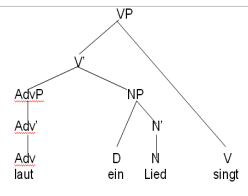 VP
V'
AdvP NP
Adv' N'
Adv D N V
laut ein Lied singt